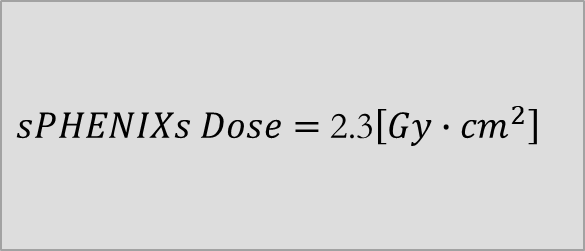 sPHENIXs Dose = 2.3[Gy · cm²]